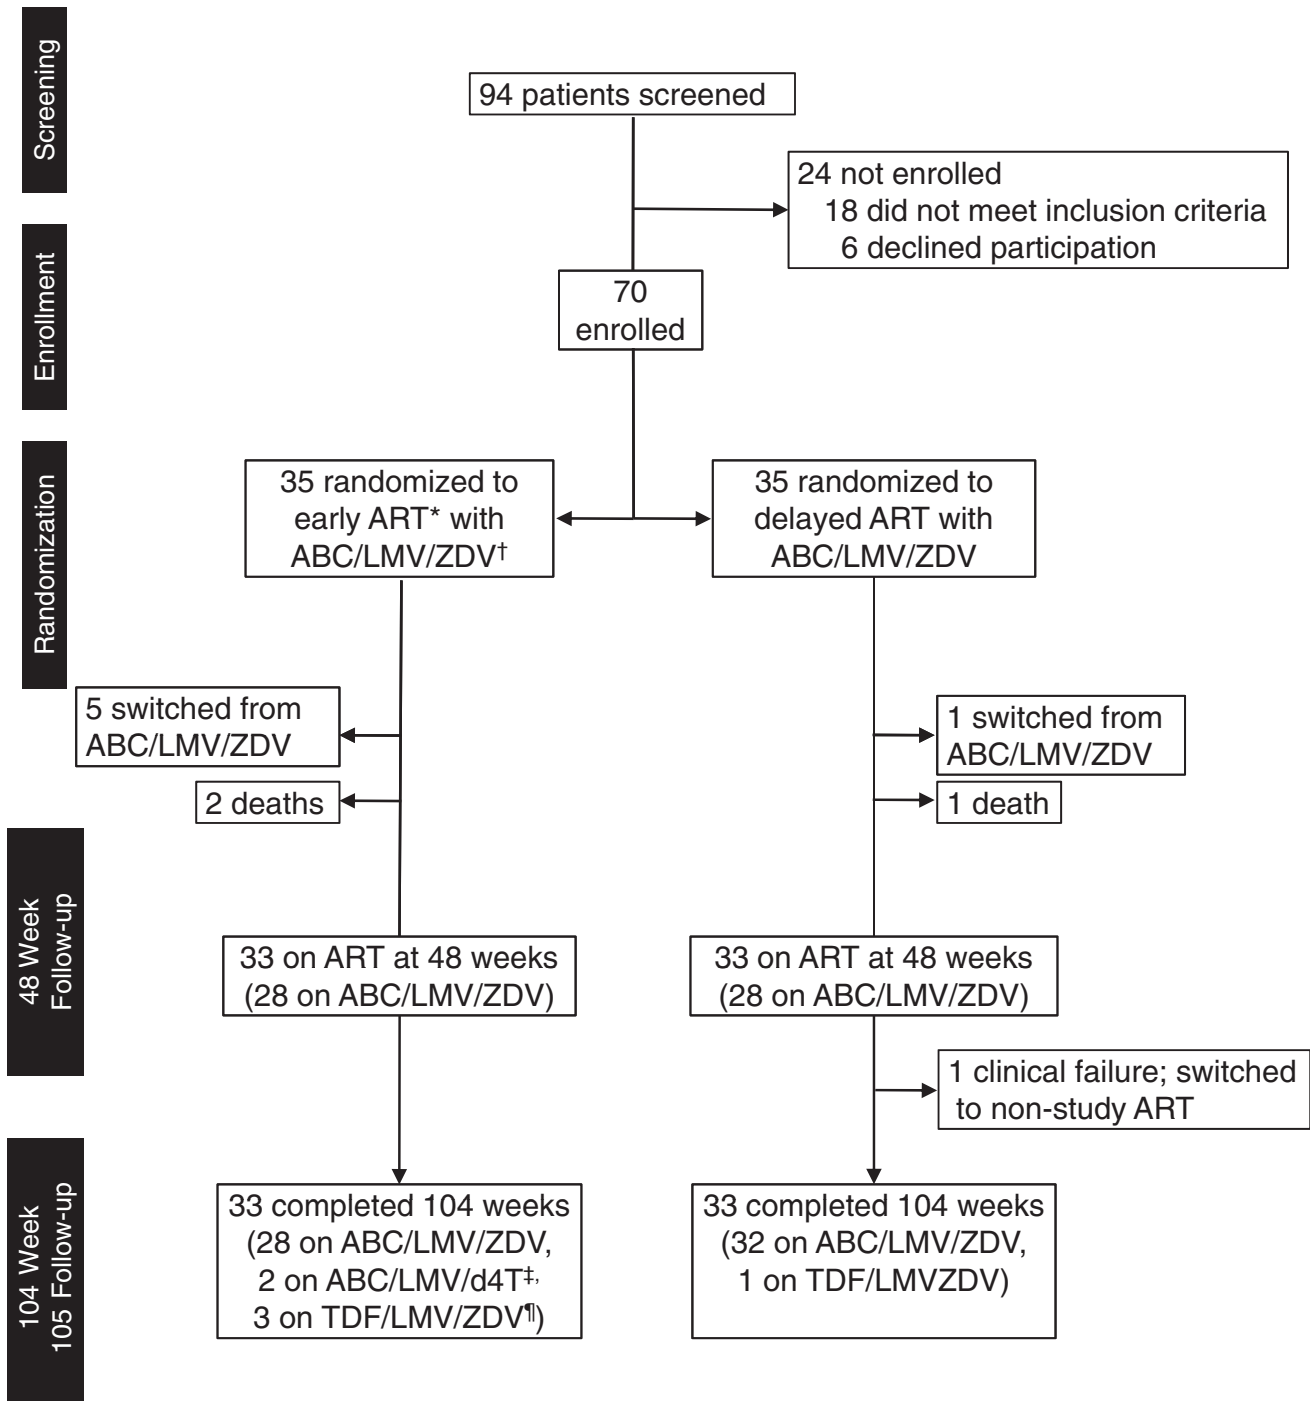 Screening
94 patients screened
24 not enrolled
18 did not meet inclusion criteria
6 declined participation
Enrollment
70
enrolled
Randomization
35 randomized to
early ART* with
ABC/LMV/ZDV†
35 randomized to
delayed ART with
ABC/LMV/ZDV
5 switched from
ABC/LMV/ZDV
1 switched from
ABC/LMV/ZDV
2 deaths
1 death
48 Week
Follow-up
33 on ART at 48 weeks
(28 on ABC/LMV/ZDV)
33 on ART at 48 weeks
(28 on ABC/LMV/ZDV)
1 clinical failure; switched
to non-study ART
104 Week
105 Follow-up
33 completed 104 weeks
(28 on ABC/LMV/ZDV,
2 on ABC/LMV/d4T‡,
3 on TDF/LMV/ZDV¶)
33 completed 104 weeks
(32 on ABC/LMV/ZDV,
1 on TDF/LMVZDV)